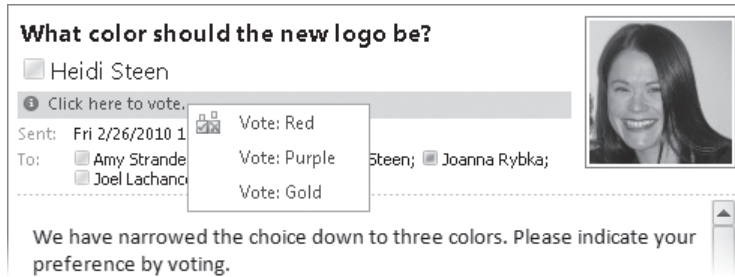 What color should the new logo be?
Heidi Steen
Click here to vote.
Sent: Fri 2/26/2010 1
Vote: Red
To: Amy Strande Steen; Joanna Rybka;
Vote: Purple
Joel Lachance
Vote: Gold
We have narrowed the choice down to three colors. Please indicate your
preference by voting.